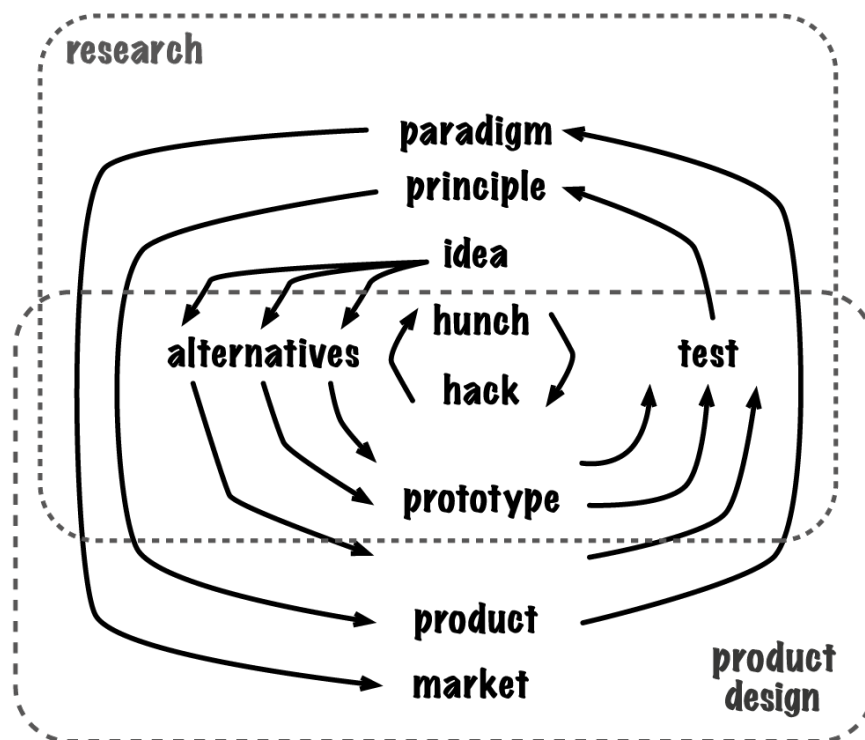 research
paradigm
principle
idea
hunch
alternatives
test
hack
prototype
product
market
product
design